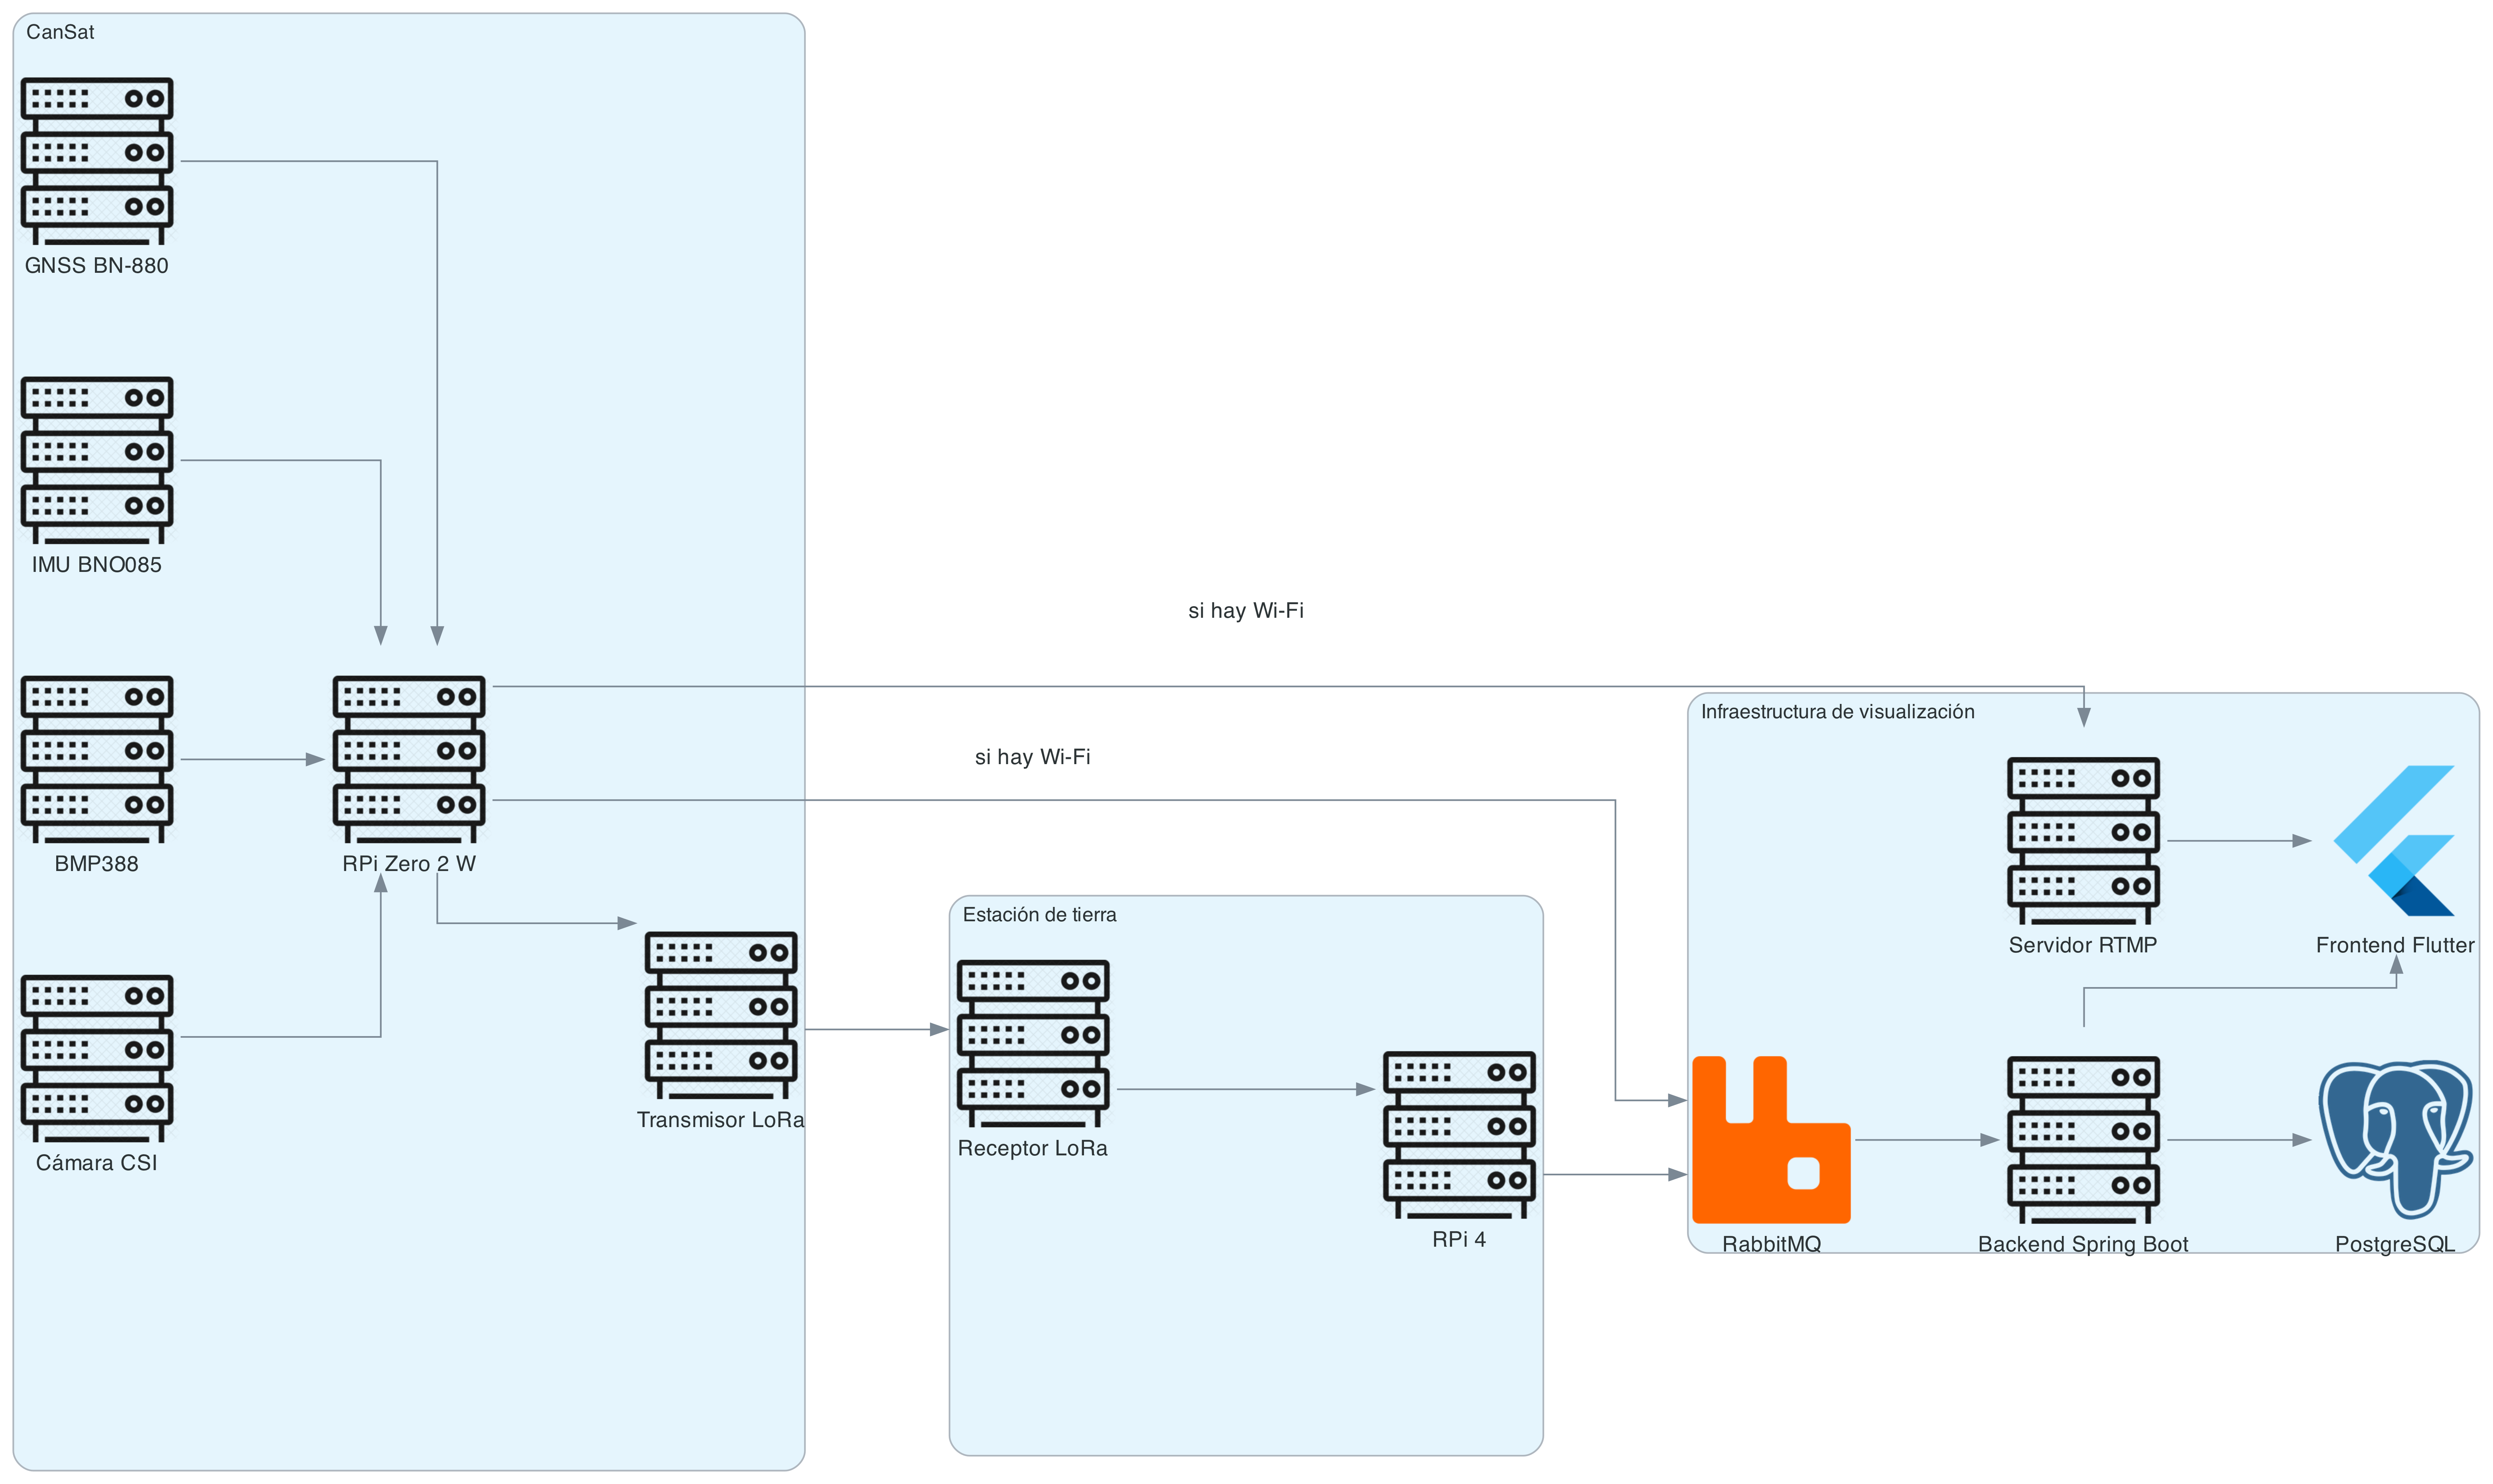 CanSat
GNSS BN-880
IMU BNO085
BMP388
RPi Zero 2 W
Cámara CSI
Transmisor LoRa
si hay Wi-Fi
si hay Wi-Fi
Estación de tierra
Receptor LoRa
RPi 4
Infraestructura de visualización
Servidor RTMP
Frontend Flutter
RabbitMQ
Backend Spring Boot
PostgreSQL